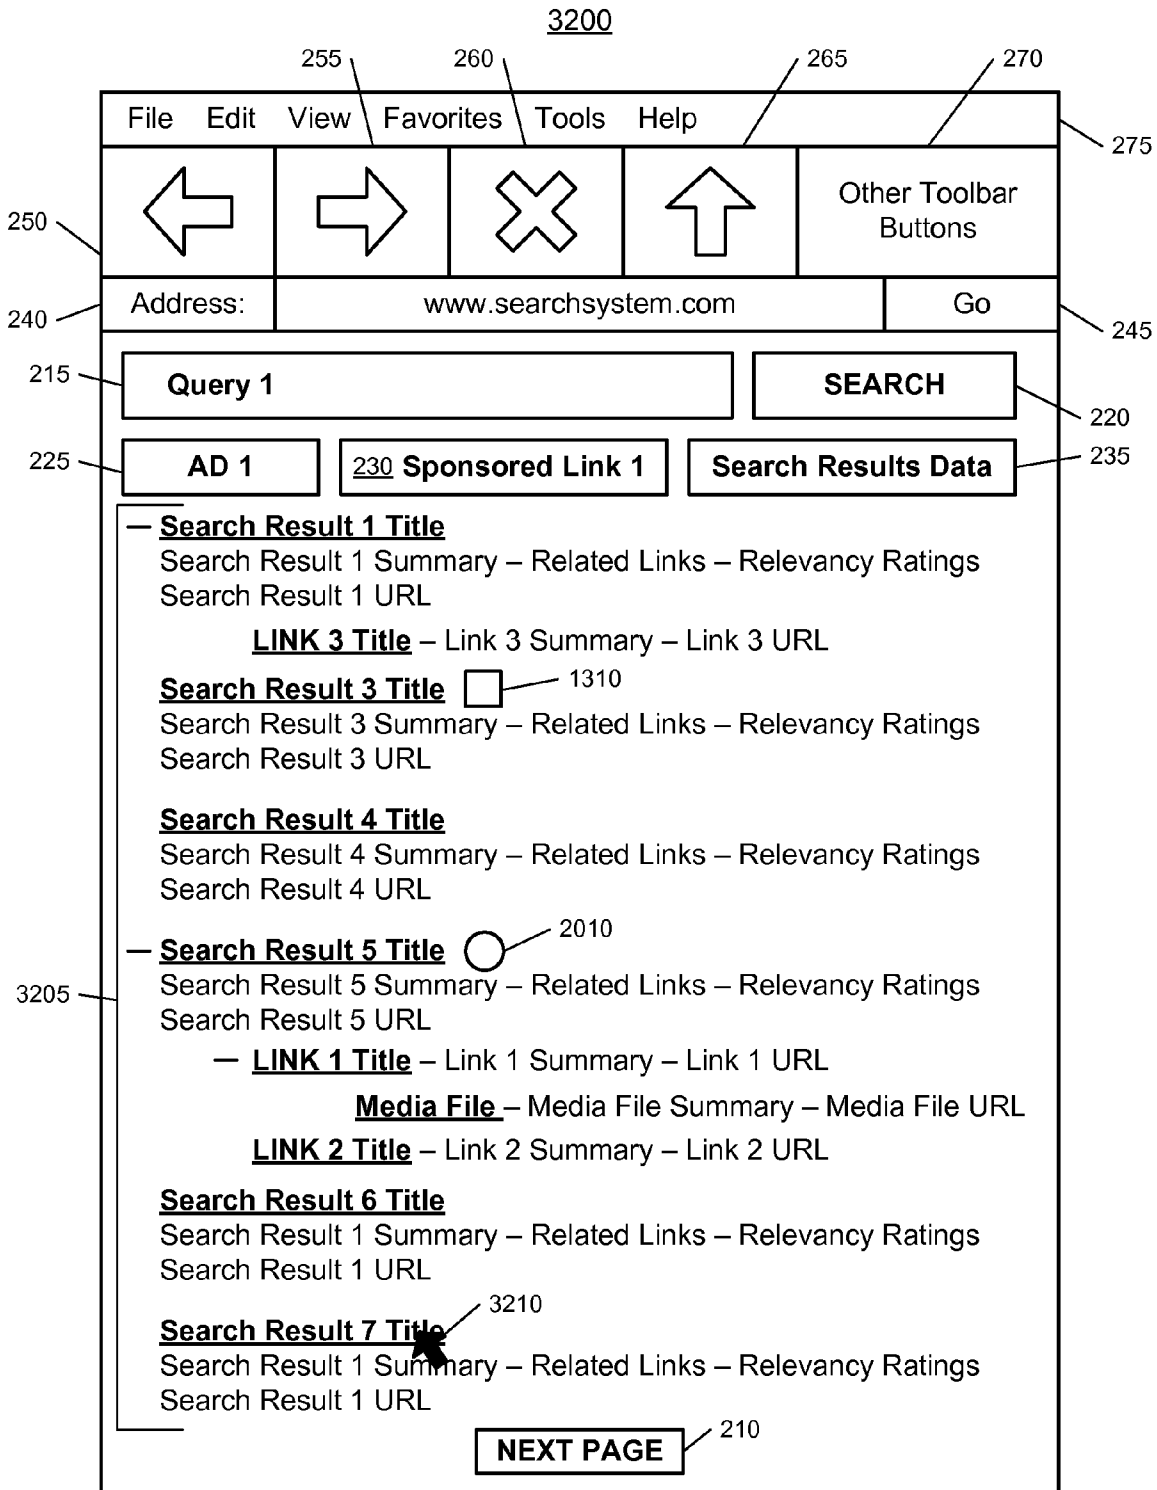 3200
255 260 265 270
File Edit View Favorites Tools Help
275
Other Toolbar
Buttons
250
Address: www.searchsystem.com Go
240
245
215 Query 1 SEARCH
220
225 AD 1 230 Sponsored Link 1 Search Results Data 235
— Search Result 1 Title
Search Result 1 Summary – Related Links – Relevancy Ratings
Search Result 1 URL
LINK 3 Title – Link 3 Summary – Link 3 URL
Search Result 3 Title 1310
Search Result 3 Summary – Related Links – Relevancy Ratings
Search Result 3 URL
Search Result 4 Title
Search Result 4 Summary – Related Links – Relevancy Ratings
Search Result 4 URL
— Search Result 5 Title 2010
Search Result 5 Summary – Related Links – Relevancy Ratings
3205
Search Result 5 URL
— LINK 1 Title – Link 1 Summary – Link 1 URL
Media File – Media File Summary – Media File URL
LINK 2 Title – Link 2 Summary – Link 2 URL
Search Result 6 Title
Search Result 1 Summary – Related Links – Relevancy Ratings
Search Result 1 URL
3210
Search Result 7 Title
Search Result 1 Summary – Related Links – Relevancy Ratings
Search Result 1 URL
NEXT PAGE 210